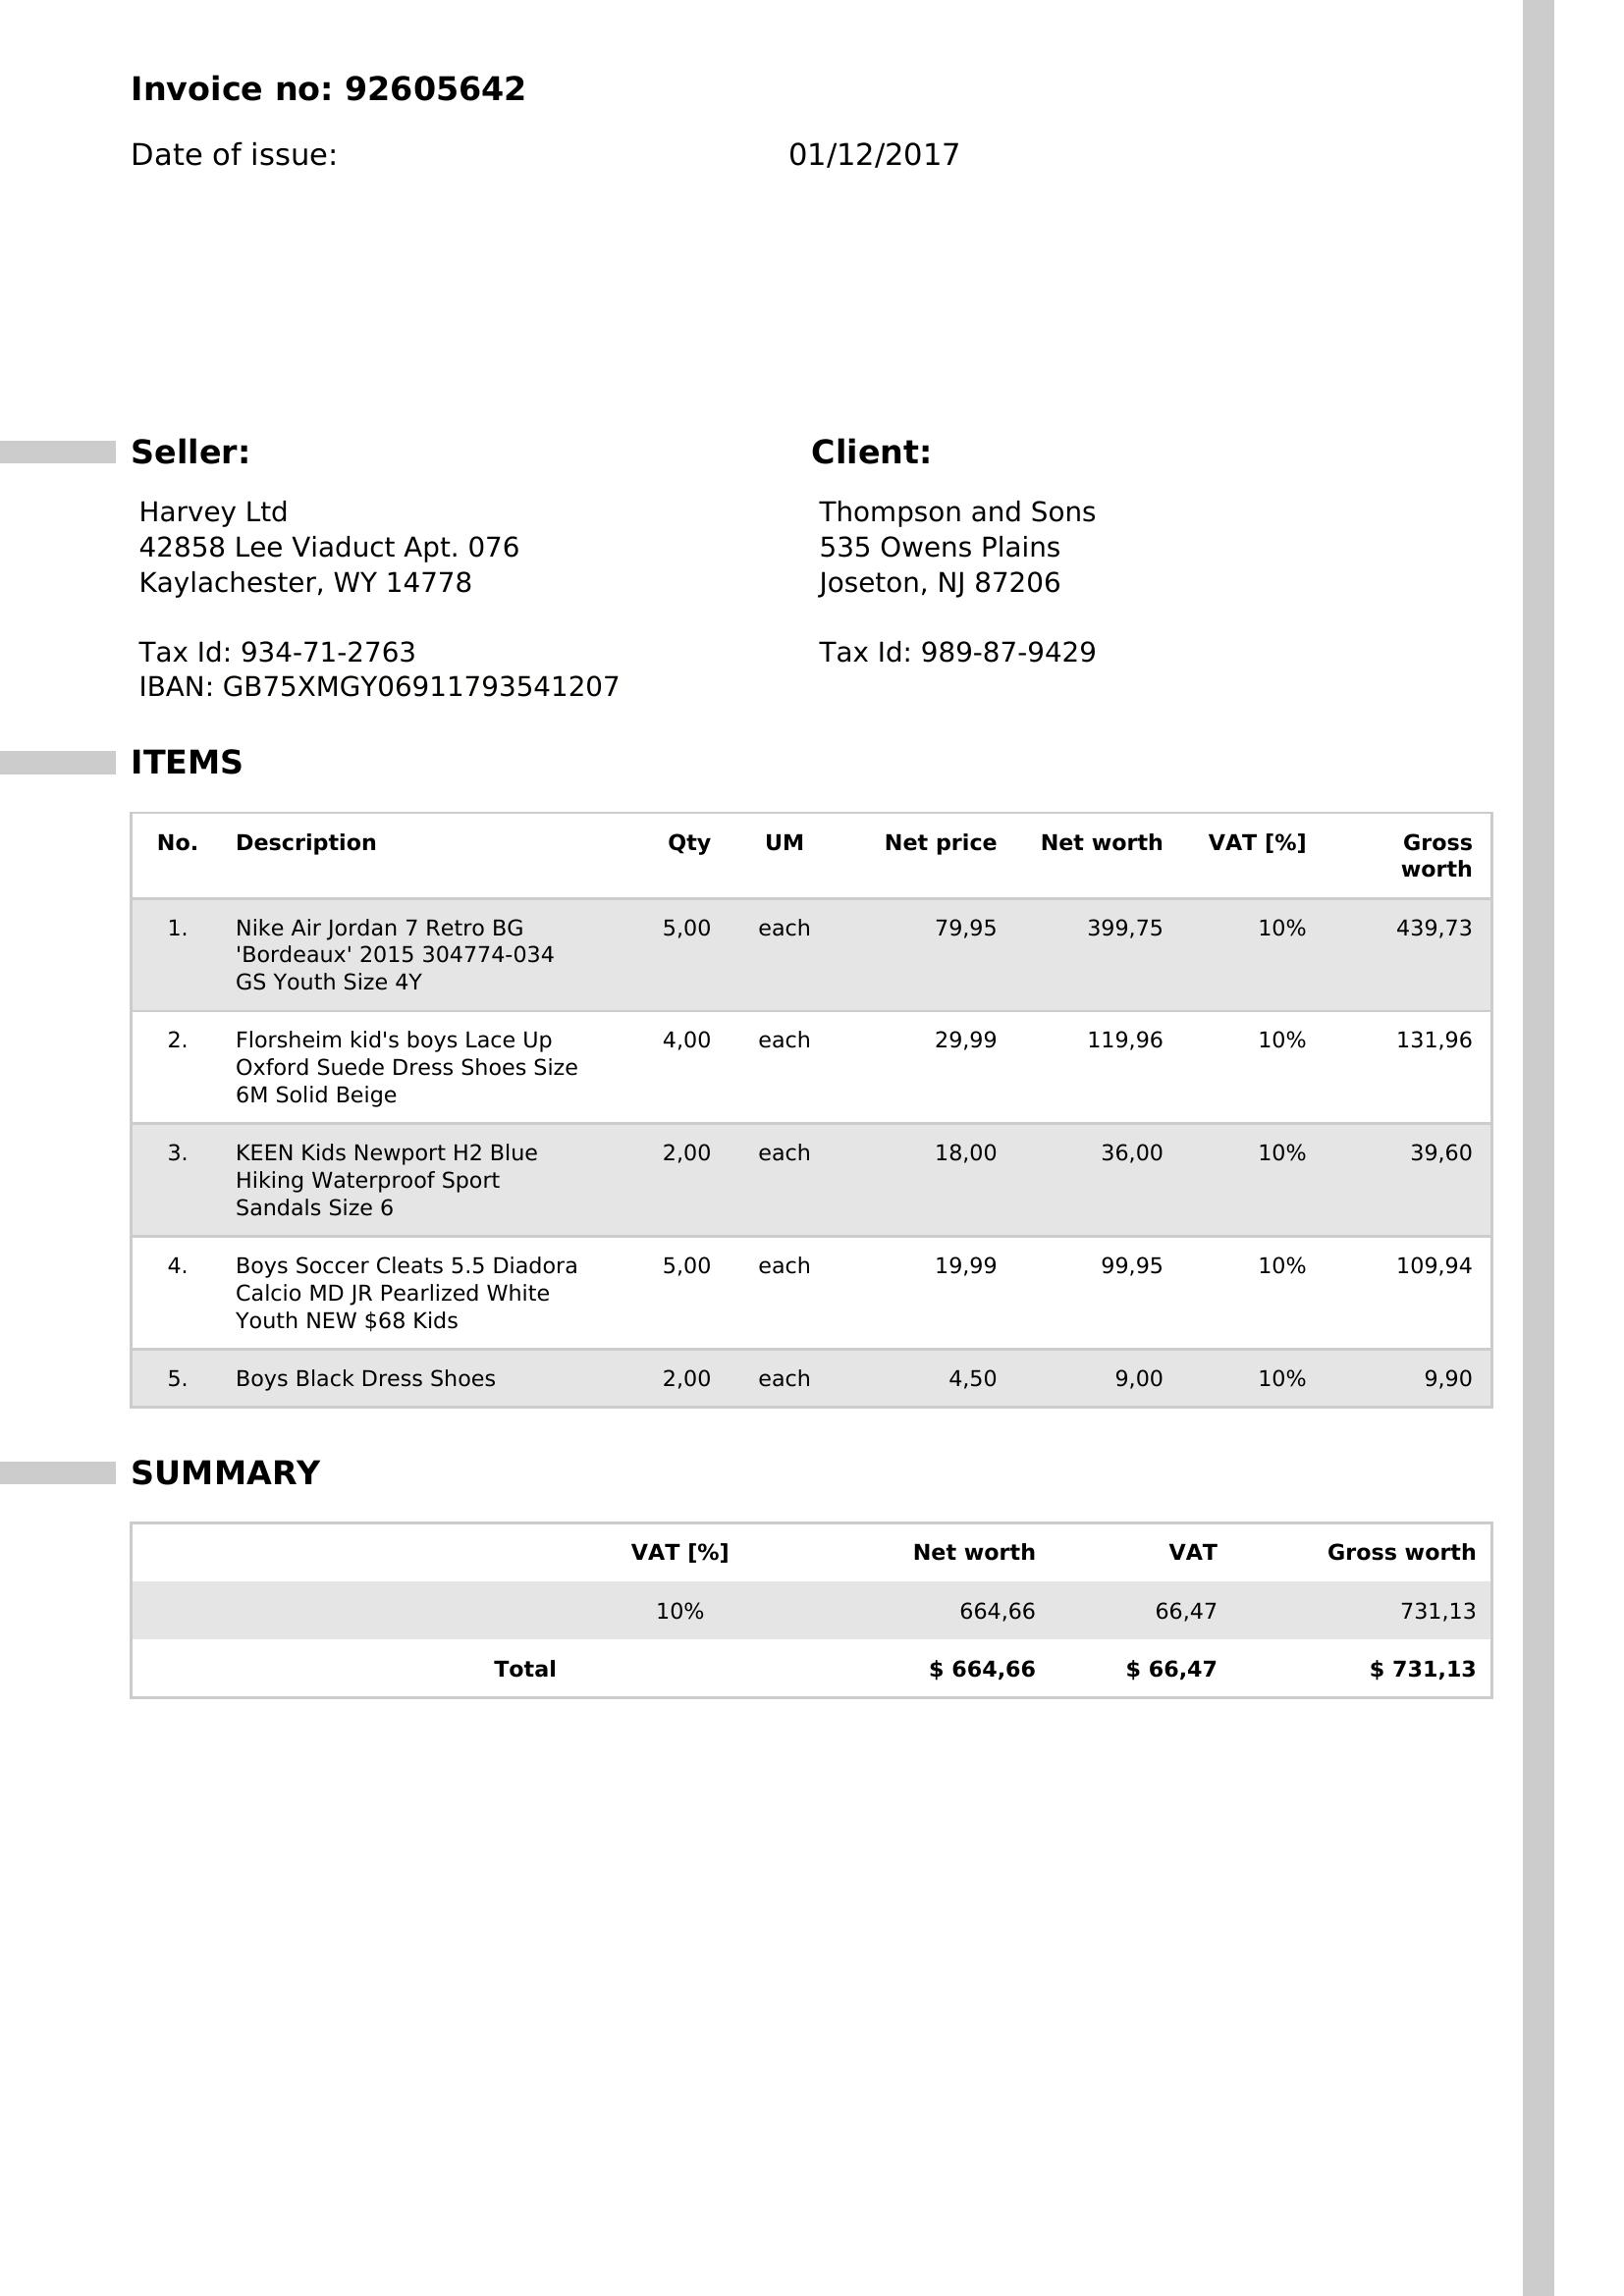 Invoice no: 92605642
Date of issue: 01/12/2017
Seller:
Harvey Ltd
42858 Lee Viaduct Apt. 076
Kaylachester, WY 14778
Tax Id: 934-71-2763
IBAN: GB75XMGY06911793541207
Client:
Thompson and Sons
535 Owens Plains
Joseton, NJ 87206
Tax Id: 989-87-9429
ITEMS
No. Description Qty UM Net price Net worth VAT [%] Gross
worth
1. Nike Air Jordan 7 Retro BG 5,00 each 79,95 399,75 10% 439,73
'Bordeaux' 2015 304774-034
GS Youth Size 4Y
2. Florsheim kid's boys Lace Up 4,00 each 29,99 119,96 10% 131,96
Oxford Suede Dress Shoes Size
6M Solid Beige
3. KEEN Kids Newport H2 Blue 2,00 each 18,00 36,00 10% 39,60
Hiking Waterproof Sport
Sandals Size 6
4. Boys Soccer Cleats 5.5 Diadora 5,00 each 19,99 99,95 10% 109,94
Calcio MD JR Pearlized White
Youth NEW $68 Kids
5. Boys Black Dress Shoes 2,00 each 4,50 9,00 10% 9,90
SUMMARY
VAT [%] Net worth VAT Gross worth
10% 664,66 66,47 731,13
Total $ 664,66 $ 66,47 $ 731,13